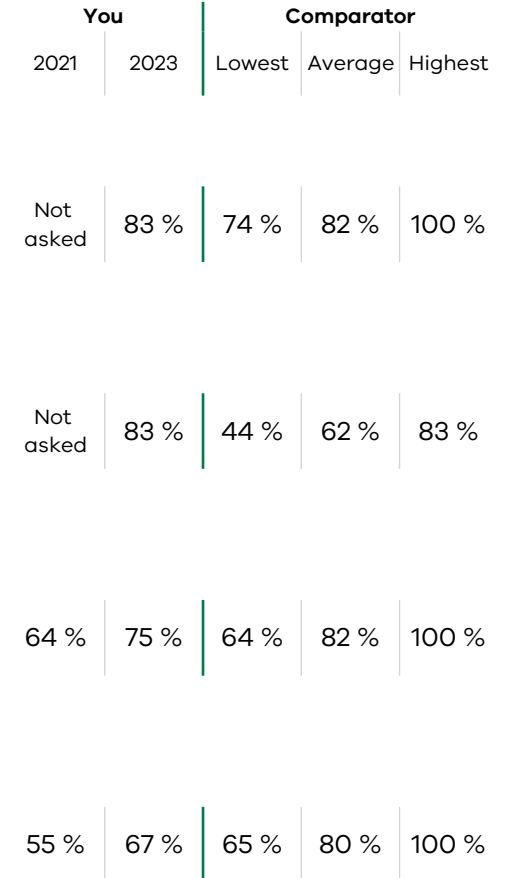 You Comparator
2021 2023 Lowest Average Highest
Not
asked 83 % 74 % 82 % 100 %
Not
asked 83 % 44 % 62 % 83 %
64 % 75 % 64 % 82 % 100 %
55 % 67 % 65 % 80 % 100 %